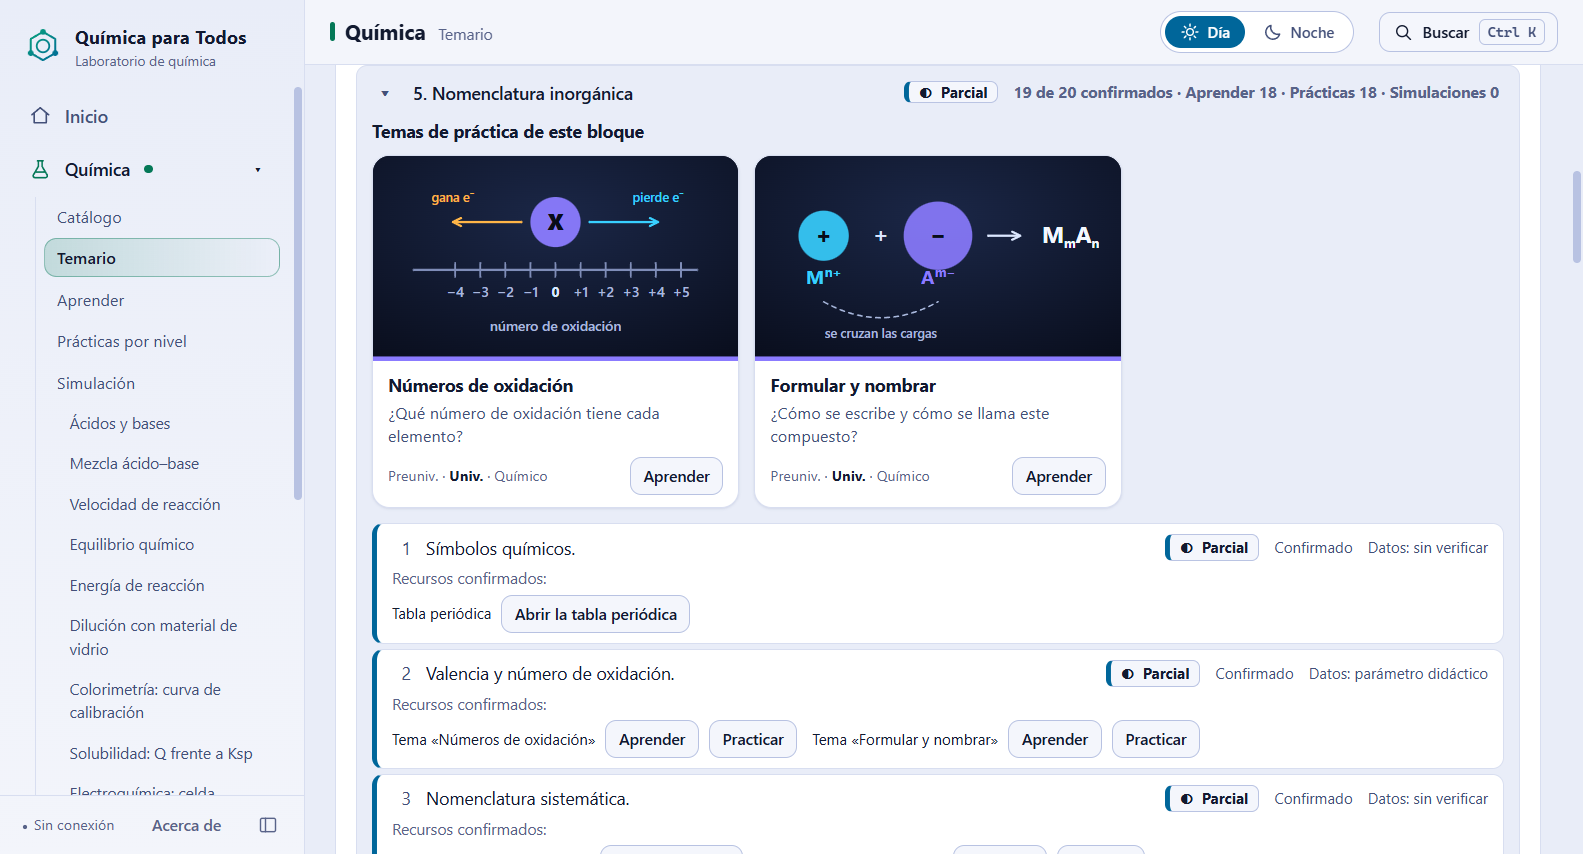 Química para Todos
Laboratorio de química
Inicio
Química
Catálogo
Temario
Aprender
Prácticas por nivel
Simulación
Ácidos y bases
Mezcla ácido–base
Velocidad de reacción
Equilibrio químico
Energía de reacción
Dilución con material de
vidrio
Colorimetría: curva de
calibración
Solubilidad: Q frente a Ksp
Electroquímica: celda
Sin conexión
Acerca de
Química Temario
Día
Noche
Buscar Ctrl K
5. Nomenclatura inorgánica
Parcial
19 de 20 confirmados · Aprender 18 · Prácticas 18 · Simulaciones 0
Temas de práctica de este bloque
gana e⁻
X
pierde e⁻
−4 −3 −2 −1 0 +1 +2 +3 +4 +5
número de oxidación
Números de oxidación
¿Qué número de oxidación tiene cada
elemento?
Preuniv. · Univ. · Químico
Aprender
+ + − MₘAₙ
Mⁿ⁺ Aᵐ⁻
se cruzan las cargas
Formular y nombrar
¿Cómo se escribe y cómo se llama este
compuesto?
Preuniv. · Univ. · Químico
Aprender
1 Símbolos químicos.
Parcial Confirmado Datos: sin verificar
Recursos confirmados:
Tabla periódica Abrir la tabla periódica
2 Valencia y número de oxidación.
Parcial Confirmado Datos: parámetro didáctico
Recursos confirmados:
Tema «Números de oxidación» Aprender Practicar Tema «Formular y nombrar» Aprender Practicar
3 Nomenclatura sistemática.
Parcial Confirmado Datos: sin verificar
Recursos confirmados: